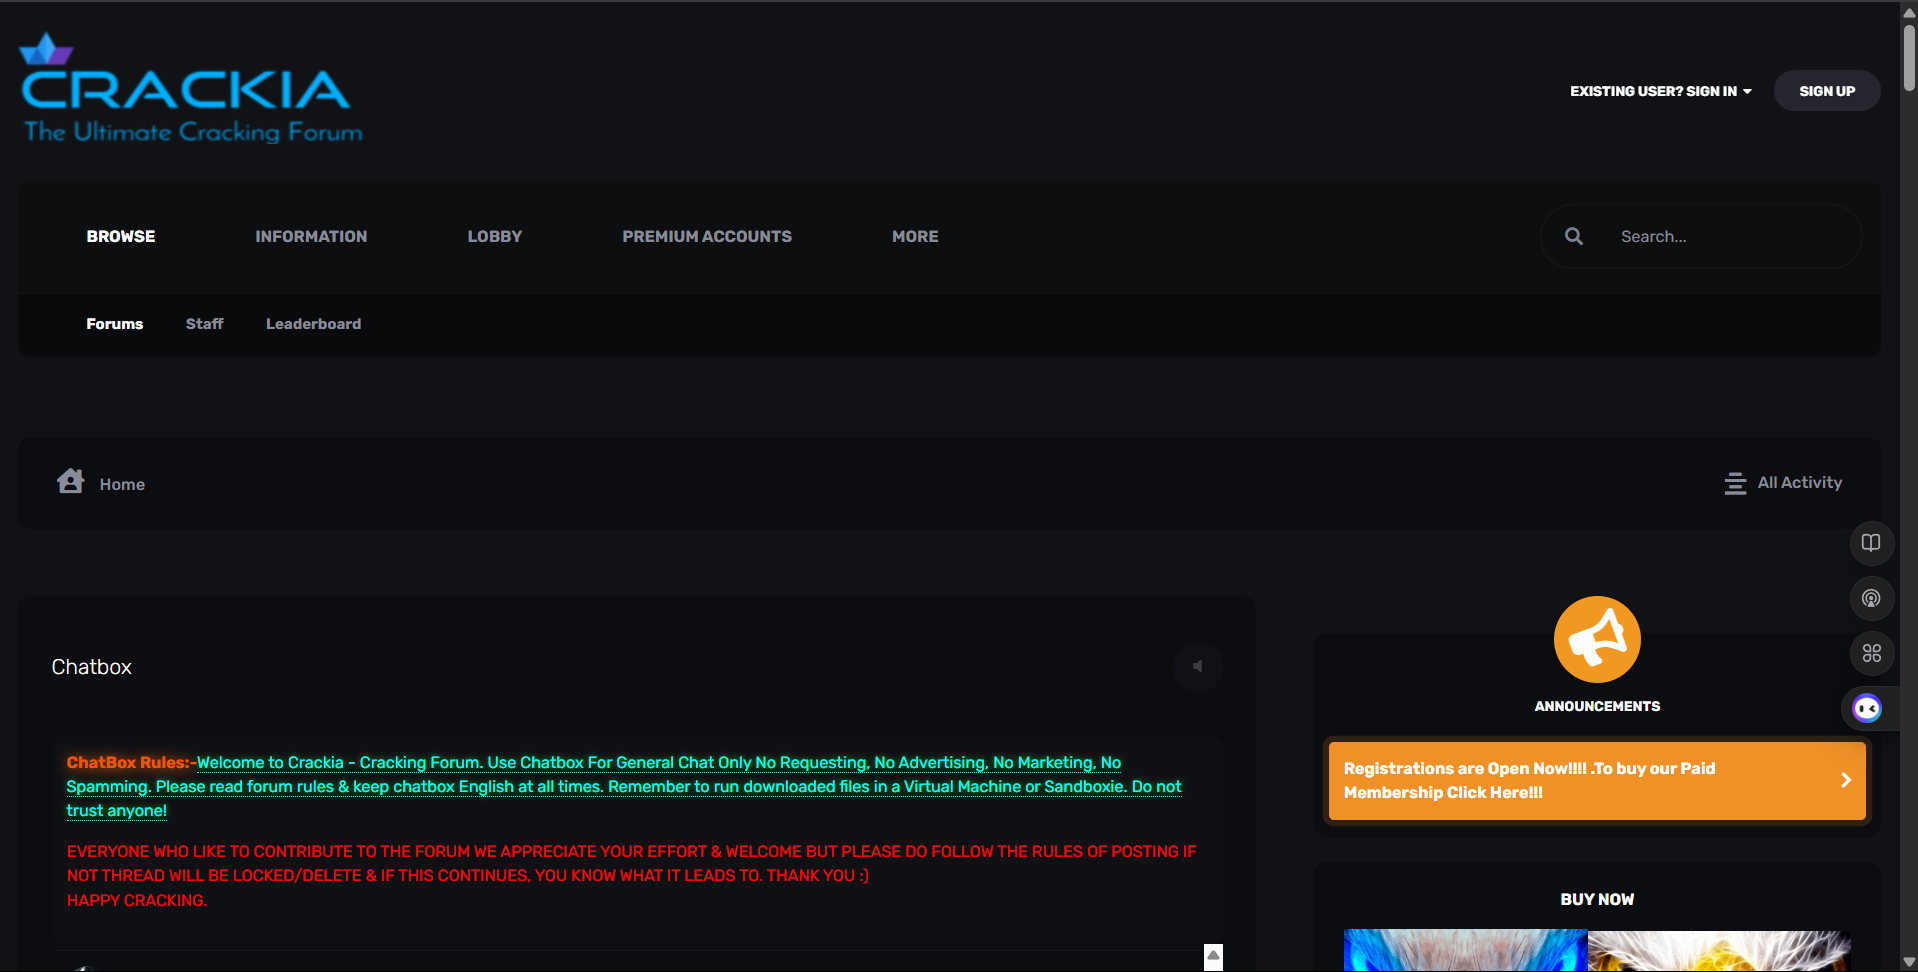 CRACKIA
The Ultimate Cracking Forum
EXISTING USER? SIGN IN
SIGN UP
BROWSE
INFORMATION
LOBBY
PREMIUM ACCOUNTS
MORE
Search...
Forums
Staff
Leaderboard
Home
All Activity
Chatbox
ChatBox Rules:-Welcome to Crackia - Cracking Forum. Use Chatbox For General Chat Only No Requesting, No Advertising, No Marketing, No
Spamming. Please read forum rules & keep chatbox English at all times. Remember to run downloaded files in a Virtual Machine or Sandboxie. Do not
trust anyone!
EVERYONE WHO LIKE TO CONTRIBUTE TO THE FORUM WE APPRECIATE YOUR EFFORT & WELCOME BUT PLEASE DO FOLLOW THE RULES OF POSTING IF
NOT THREAD WILL BE LOCKED/DELETE & IF THIS CONTINUES, YOU KNOW WHAT IT LEADS TO. THANK YOU :]
HAPPY CRACKING.
ANNOUNCEMENTS
Registrations are Open Now!!!! .To buy our Paid
Membership Click Here!!!
BUY NOW